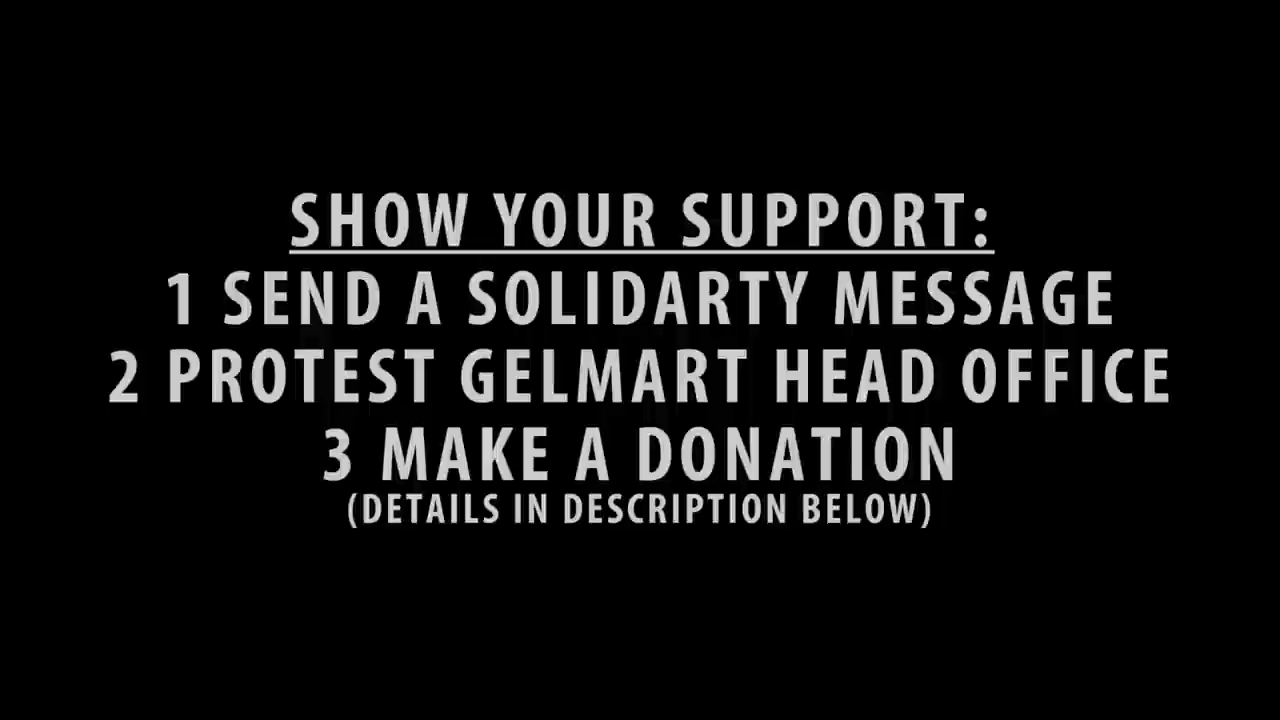 SHOW YOUR SUPPORT:
1 SEND A SOLIDARTY MESSAGE
2 PROTEST GELMART HEAD OFFICE
3 MAKE A DONATION
(DETAILS IN DESCRIPTION BELOW)